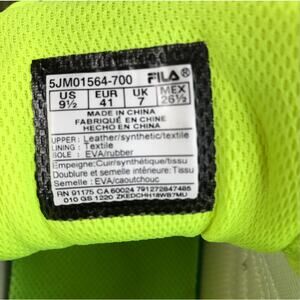 5JM01564-700 FILA
US EUR UK MEX
9½ 41 7 26½
MADE IN CHINA
FABRIQUÉ EN CHINE
HECHO EN CHINA
UPPER : Leather/synthetic/textile
LINING : Textile
SOLE : EVA/rubber
Empeigne:Cuir/synthétique/tissu
Doublure et semelle intérieure: Tissu
Semelle : EVA/caoutchouc
RN 91175 CA 60024 791272847485
010 GS 1220 ZKEDCHH18WB7MU